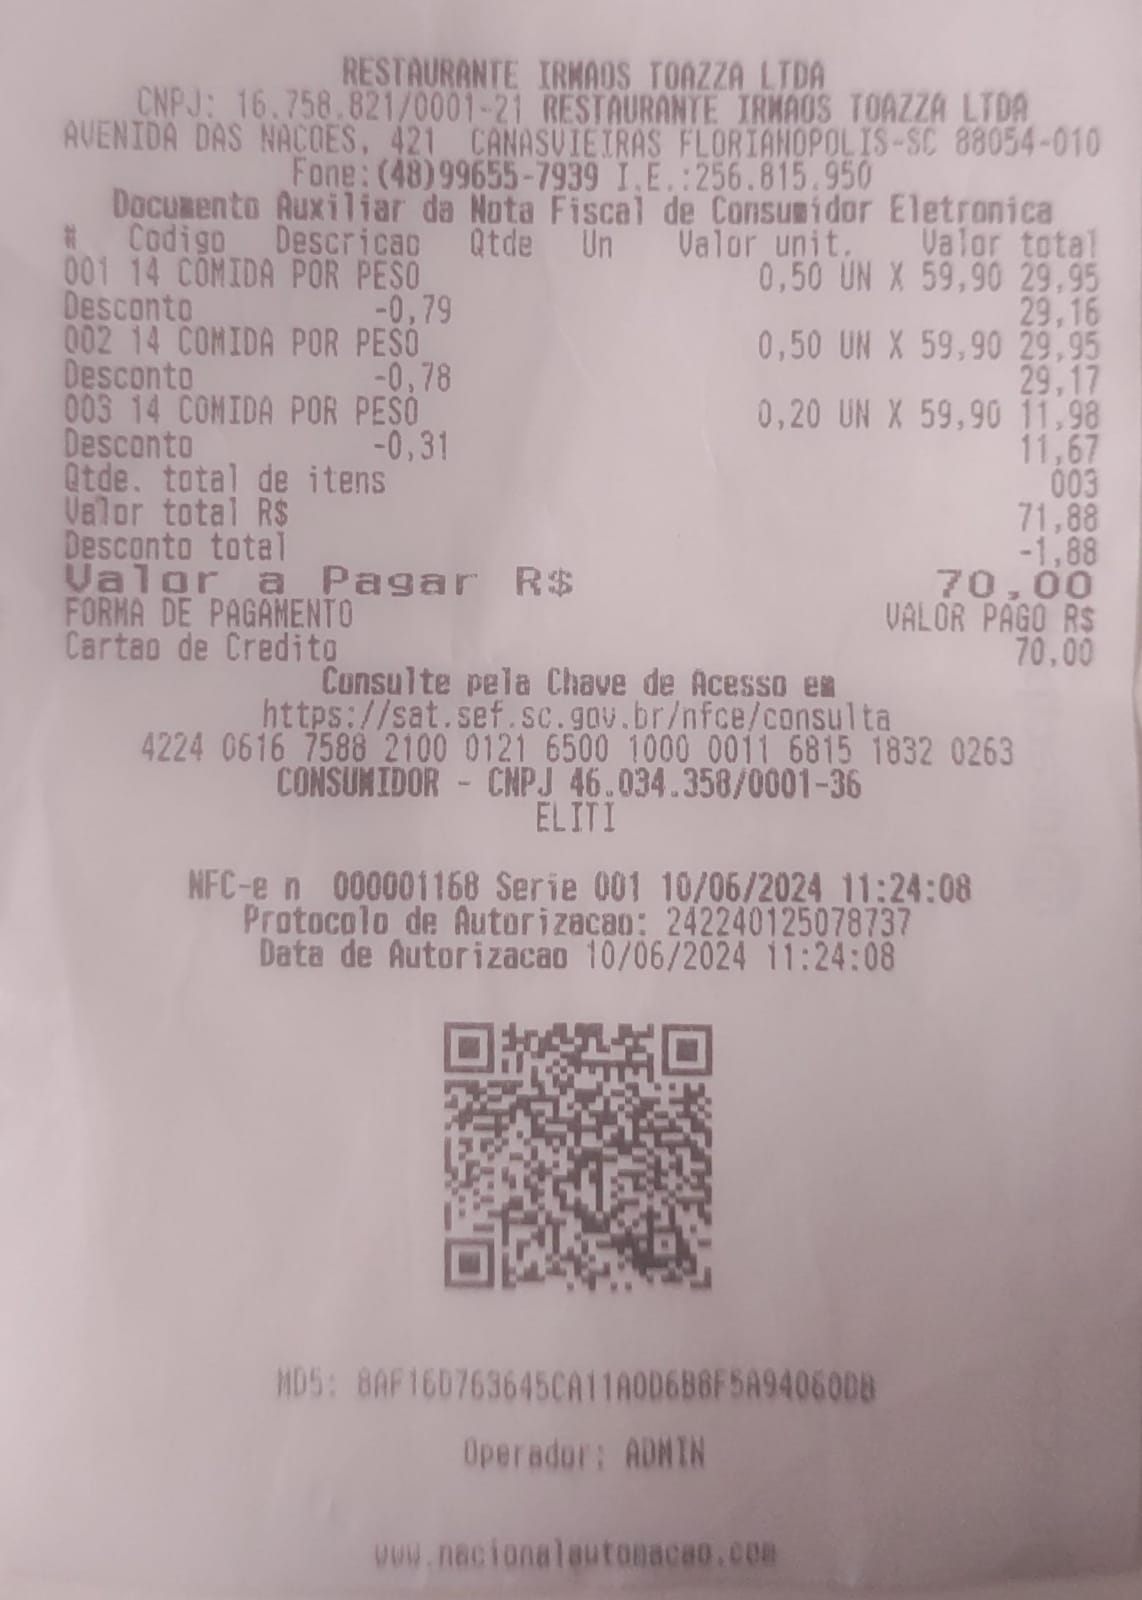 RESTAURANTE IRMAOS TOAZZA LTDA
CNPJ: 16.758.821/0001-21 RESTAURANTE IRMAOS TOAZZA LTDA
AVENIDA DAS NACOES, 421 CANASVIEIRAS FLORIANOPOLIS-SC 88054-010
Fone:(48)99655-7939 I.E.:256.815.950
Documento Auxiliar da Nota Fiscal de Consumidor Eletronica
# Codigo Descricao Qtde Un Valor unit. Valor total
001 14 COMIDA POR PESO 0,50 UN X 59,90 29,95
Desconto -0,79 29,16
002 14 COMIDA POR PESO 0,50 UN X 59,90 29,95
Desconto -0,78 29,17
003 14 COMIDA POR PESO 0,20 UN X 59,90 11,98
Desconto -0,31 11,67
Qtde. total de itens 003
Valor total R$ 71,88
Desconto total -1,88
Valor a Pagar R$ 70,00
FORMA DE PAGAMENTO VALOR PAGO R$
Cartao de Credito 70,00
Consulte pela Chave de Acesso em
https://sat.sef.sc.gov.br/nfce/consulta
4224 0616 7588 2100 0121 6500 1000 0011 6815 1832 0263
CONSUMIDOR - CNPJ 46.034.358/0001-36
ELITI
NFC-e n 000001168 Serie 001 10/06/2024 11:24:08
Protocolo de Autorizacao: 242240125078737
Data de Autorizacao 10/06/2024 11:24:08
MD5: 8AF16D763645CA11A0D6B8F5A94060DB
Operador: ADMIN
www.nacionalautomacao.com